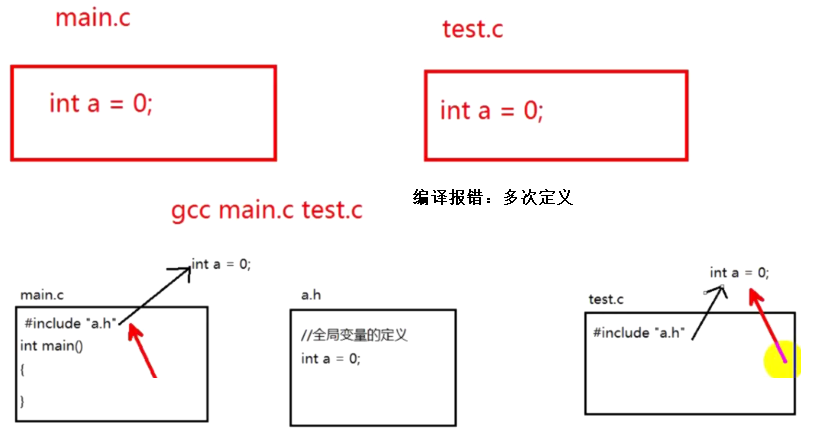 main.c
test.c
int a = 0;
int a = 0;
gcc main.c test.c
编译报错：多次定义
int a = 0;
int a = 0;
main.c
a.h
test.c
#include "a.h"
int main()
{
}
//全局变量的定义
int a = 0;
#include "a.h"